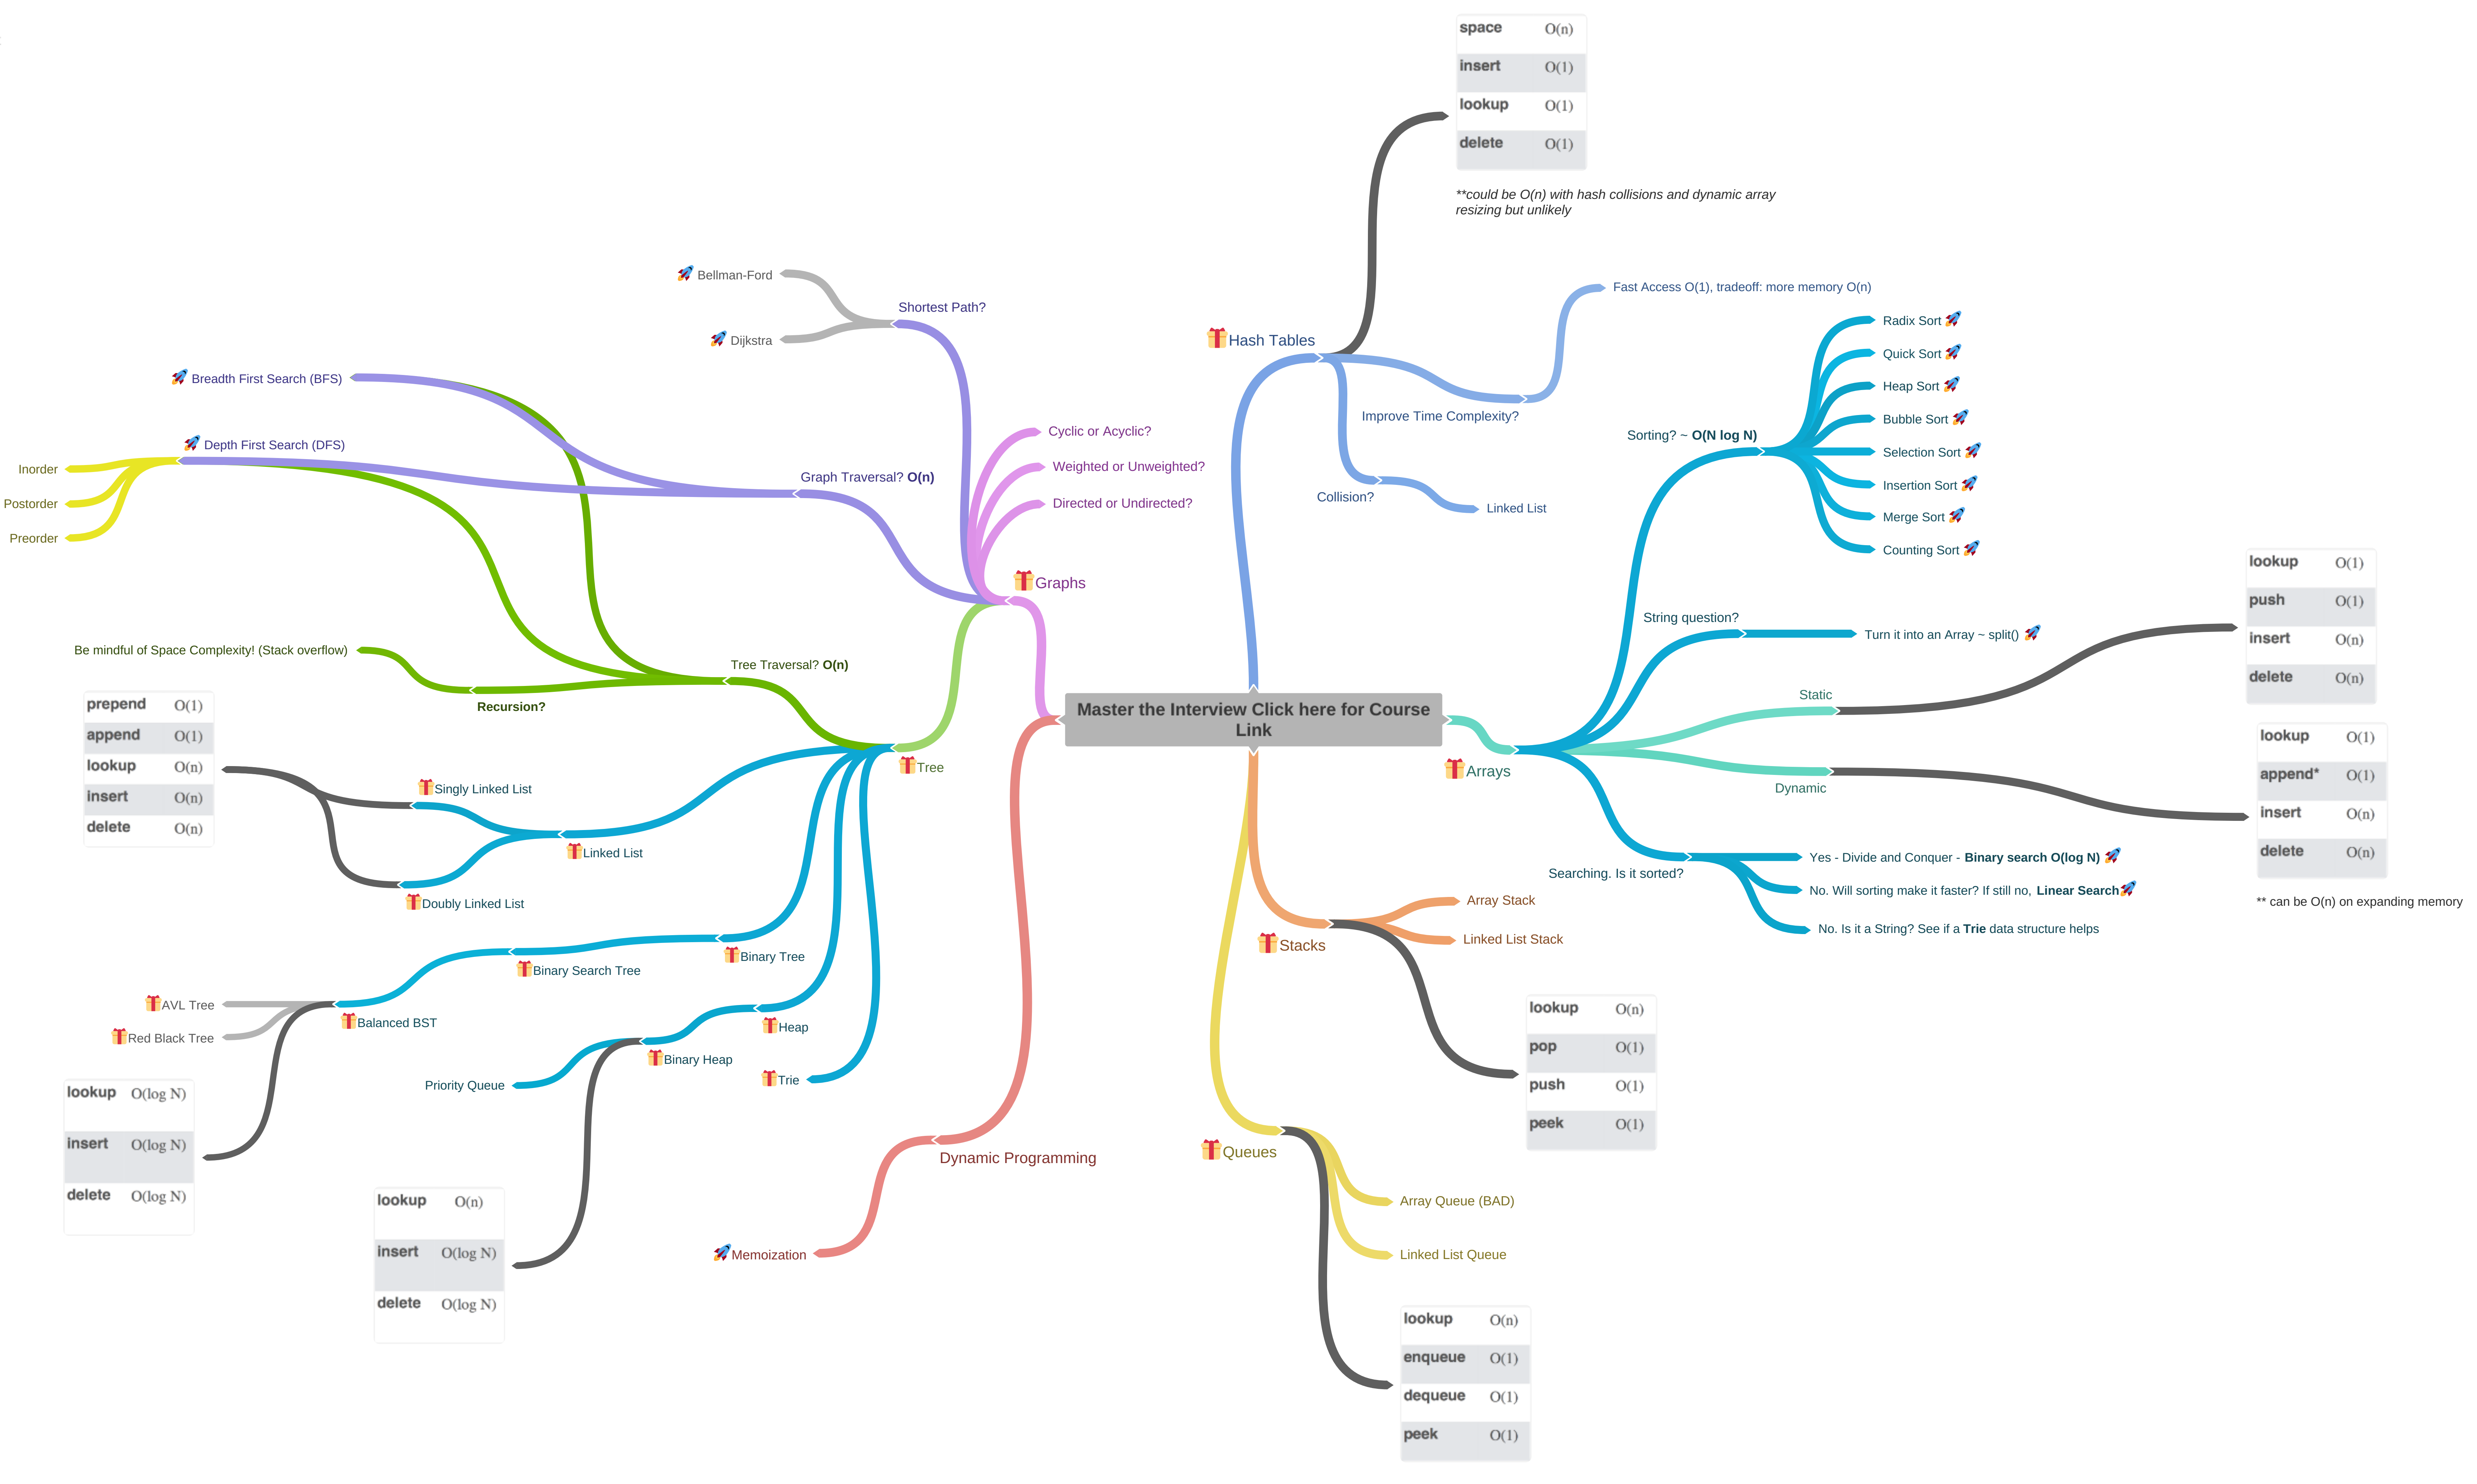 space O(n)
insert O(1)
lookup O(1)
delete O(1)
**could be O(n) with hash collisions and dynamic array
resizing but unlikely
Bellman-Ford
Shortest Path?
Dijkstra
Breadth First Search (BFS)
Depth First Search (DFS)
Inorder
Postorder
Preorder
Graph Traversal? O(n)
Cyclic or Acyclic?
Weighted or Unweighted?
Directed or Undirected?
Graphs
Hash Tables
Fast Access O(1), tradeoff: more memory O(n)
Improve Time Complexity?
Collision?
Linked List
Sorting? ~ O(N log N)
Radix Sort
Quick Sort
Heap Sort
Bubble Sort
Selection Sort
Insertion Sort
Merge Sort
Counting Sort
String question?
Turn it into an Array ~ split()
Static
lookup O(1)
push O(1)
insert O(n)
delete O(n)
Dynamic
lookup O(1)
append* O(1)
insert O(n)
delete O(n)
** can be O(n) on expanding memory
Arrays
Searching. Is it sorted?
Yes - Divide and Conquer - Binary search O(log N)
No. Will sorting make it faster? If still no, Linear Search
No. Is it a String? See if a Trie data structure helps
Master the Interview Click here for Course
Link
Be mindful of Space Complexity! (Stack overflow)
Tree Traversal? O(n)
Recursion?
Tree
prepend O(1)
append O(1)
lookup O(n)
insert O(n)
delete O(n)
Singly Linked List
Linked List
Doubly Linked List
Binary Tree
Binary Search Tree
Balanced BST
AVL Tree
Red Black Tree
lookup O(log N)
insert O(log N)
delete O(log N)
Heap
Binary Heap
Priority Queue
Trie
lookup O(n)
insert O(log N)
delete O(log N)
Dynamic Programming
Memoization
Stacks
Array Stack
Linked List Stack
lookup O(n)
pop O(1)
push O(1)
peek O(1)
Queues
Array Queue (BAD)
Linked List Queue
lookup O(n)
enqueue O(1)
dequeue O(1)
peek O(1)